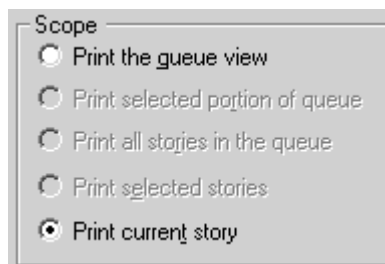 Scope
Print the queue view
Print selected portion of queue
Print all stories in the queue
Print selected stories
Print current story